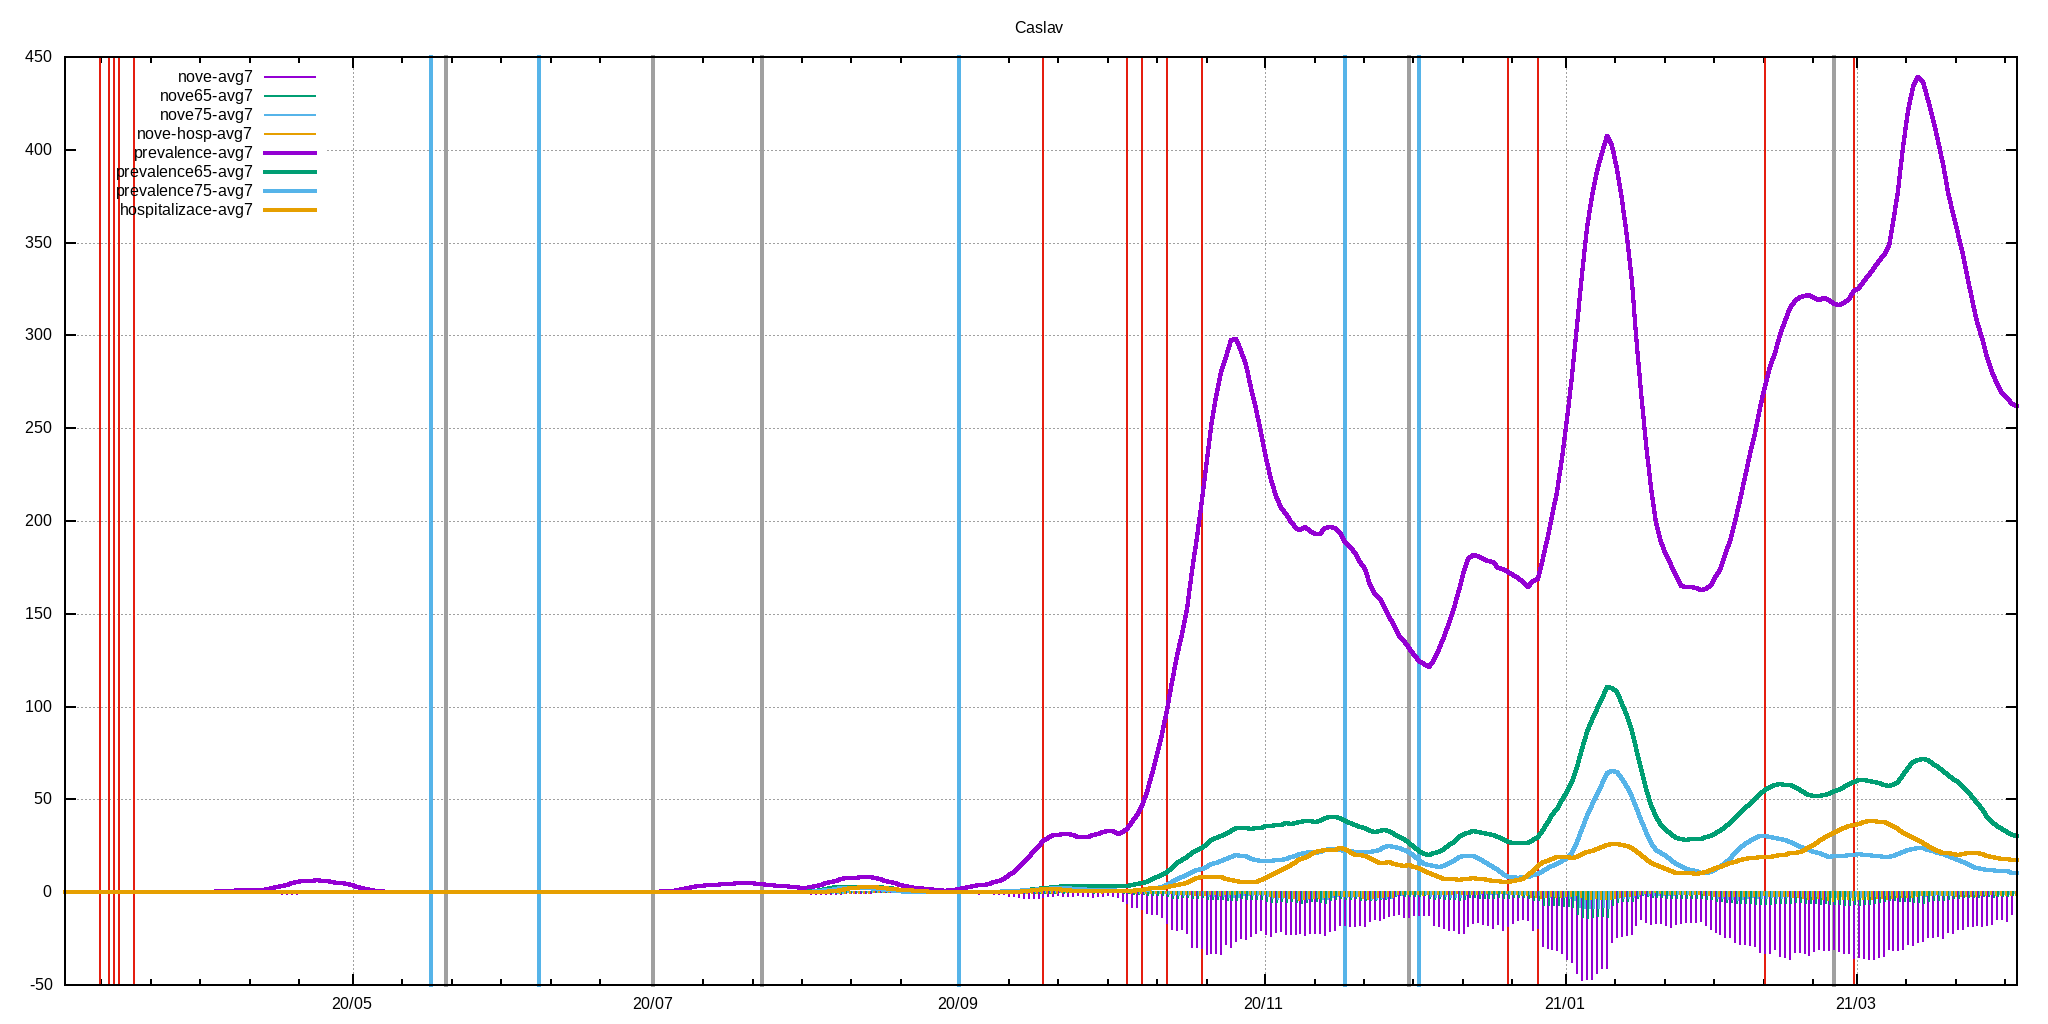 Caslav
450
400
350
300
250
200
150
100
50
0
-50
nove-avg7
nove65-avg7
nove75-avg7
nove-hosp-avg7
prevalence-avg7
prevalence65-avg7
prevalence75-avg7
hospitalizace-avg7
20/05 20/07 20/09 20/11 21/01 21/03